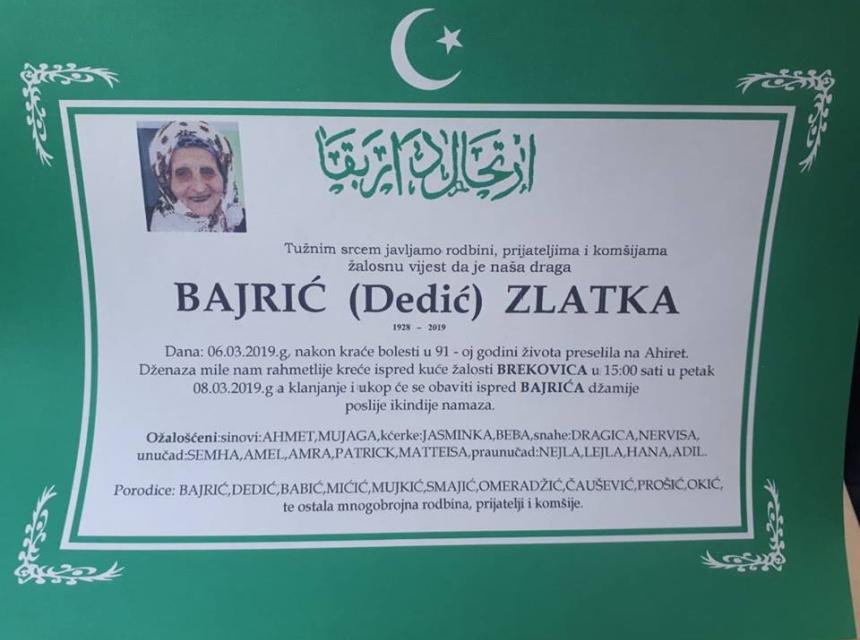 ارتحال دار بقا
Tužnim srcem javljamo rodbini, prijateljima i komšijama
žalosnu vijest da je naša draga
BAJRIĆ (Dedić) ZLATKA
1928 – 2019
Dana: 06.03.2019.g, nakon kraće bolesti u 91 - oj godini života preselila na Ahiret.
Dženaza mile nam rahmetlije kreće ispred kuće žalosti BREKOVICA u 15:00 sati u petak
08.03.2019.g a klanjanje i ukop će se obaviti ispred BAJRIĆA džamije
poslije ikindije namaza.
Ožalošćeni:sinovi:AHMET,MUJAGA,kćerke:JASMINKA,BEBA,snahe:DRAGICA,NERVISA,
unučad:SEMHA,AMEL,AMRA,PATRICK,MATTEISA,praunučad:NEJLA,LEJLA,HANA,ADIL.
Porodice: BAJRIĆ,DEDIĆ,BABIĆ,MIĆIĆ,MUJKIĆ,SMAJIĆ,OMERADŽIĆ,ČAUŠEVIĆ,PROŠIĆ,OKIĆ,
te ostala mnogobrojna rodbina, prijatelji i komšije.